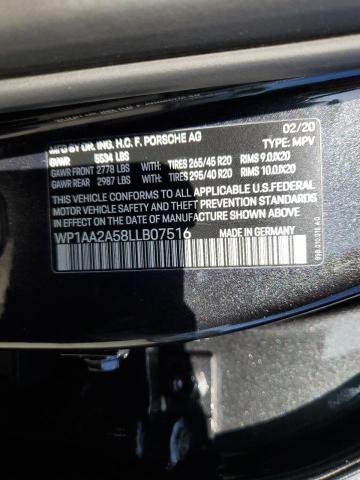 MFD BY DR. ING. H.C. F. PORSCHE AG 02/20
GVWR 5534 LBS TYPE: MPV
GAWR FRONT 2778 LBS WITH: TIRES 265/45 R20 RIMS 9.0JX20
GAWR REAR 2987 LBS WITH: TIRES 295/40 R20 RIMS 10.0JX20
THIS VEHICLE CONFORMS TO ALL APPLICABLE U.S.FEDERAL
MOTOR VEHICLE SAFETY, BUMPER AND
THEFT PREVENTION STANDARDS IN EFFECT ON THE
DATE OF MANUFACTURE SHOWN ABOVE.
WP1AA2A58LLB07516 MADE IN GERMANY